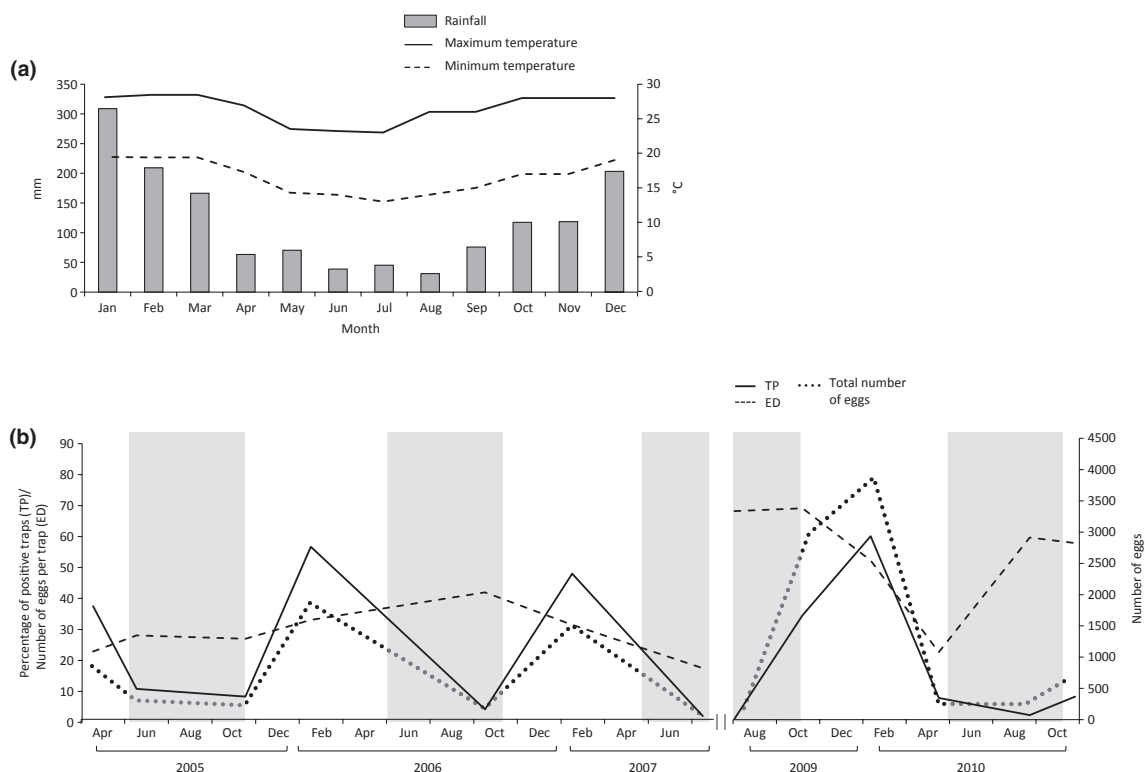 Rainfall
Maximum temperature
Minimum temperature
(a)
350
300
250
200
150
100
50
0
mm
30
25
20
15
10
5
0
°C
Jan Feb Mar Apr May Jun Jul Aug Sep Oct Nov Dec
Month
TP
ED
Total number
of eggs
(b)
90
80
70
60
50
40
30
20
10
0
Percentage of positive traps (TP)/
Number of eggs per trap (ED)
4500
4000
3500
3000
2500
2000
1500
1000
500
0
Number of eggs
Apr Jun Aug Oct Dec Feb Apr Jun Aug Oct Dec Feb Apr Jun Aug Oct Dec Feb Apr Jun Aug Oct
2005 2006 2007 2009 2010